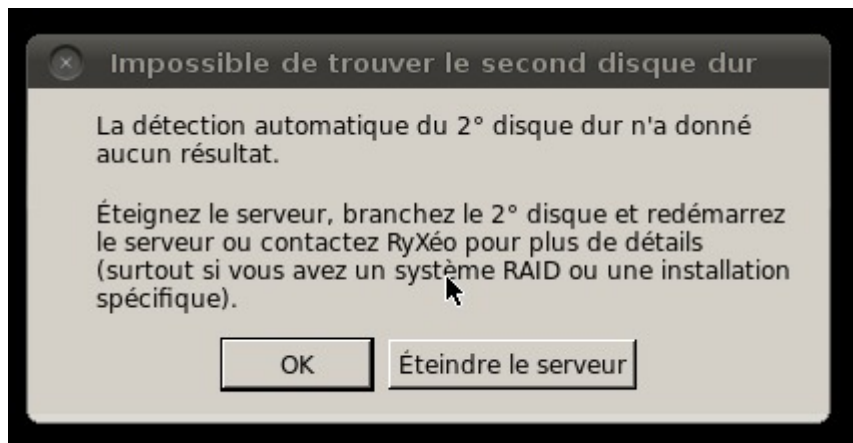 Impossible de trouver le second disque dur
La détection automatique du 2° disque dur n'a donné
aucun résultat.
Éteignez le serveur, branchez le 2° disque et redémarrez
le serveur ou contactez RyXéo pour plus de détails
(surtout si vous avez un système RAID ou une installation
spécifique).
OK
Éteindre le serveur